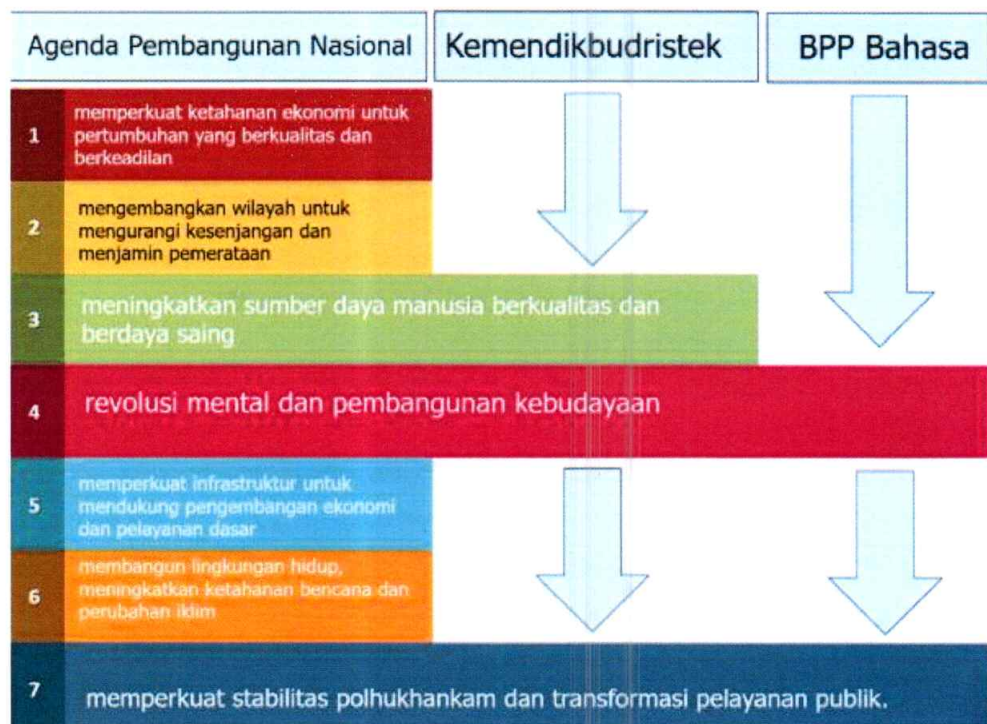 Agenda Pembangunan Nasional
Kemendikbudristek
BPP Bahasa
1
memperkuat ketahanan ekonomi untuk
pertumbuhan yang berkualitas dan
berkeadilan
2
mengembangkan wilayah untuk
mengurangi kesenjangan dan
menjamin pemerataan
3
meningkatkan sumber daya manusia berkualitas dan
berdaya saing
4
revolusi mental dan pembangunan kebudayaan
5
memperkuat infrastruktur untuk
mendukung pengembangan ekonomi
dan pelayanan dasar
6
membangun lingkungan hidup,
meningkatkan ketahanan bencana dan
perubahan iklim
7
memperkuat stabilitas polhukhankam dan transformasi pelayanan publik.